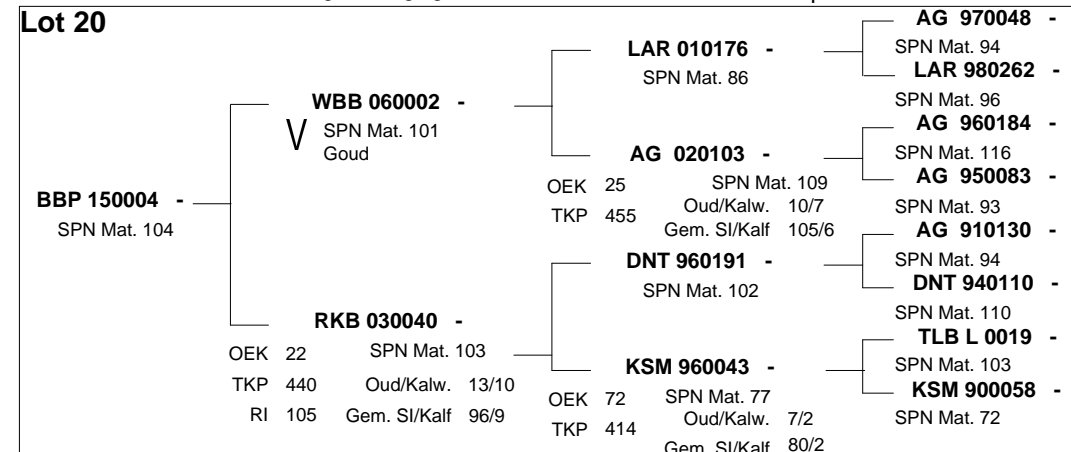 Lot 20
AG 970048 -
SPN Mat. 94
LAR 010176 -
SPN Mat. 86
LAR 980262 -
SPN Mat. 96
WBB 060002 -
V SPN Mat. 101
Goud
AG 960184 -
SPN Mat. 116
AG 020103 -
OEK 25 SPN Mat. 109
TKP 455 Oud/Kalw. 10/7
Gem. SI/Kalf 105/6
AG 950083 -
SPN Mat. 93
BBP 150004 -
SPN Mat. 104
AG 910130 -
SPN Mat. 94
DNT 960191 -
SPN Mat. 102
DNT 940110 -
SPN Mat. 110
RKB 030040 -
OEK 22 SPN Mat. 103
TKP 440 Oud/Kalw. 13/10
RI 105 Gem. SI/Kalf 96/9
TLB L 0019 -
SPN Mat. 103
KSM 960043 -
OEK 72 SPN Mat. 77
TKP 414 Oud/Kalw. 7/2
Gem. SI/Kalf 80/2
KSM 900058 -
SPN Mat. 72